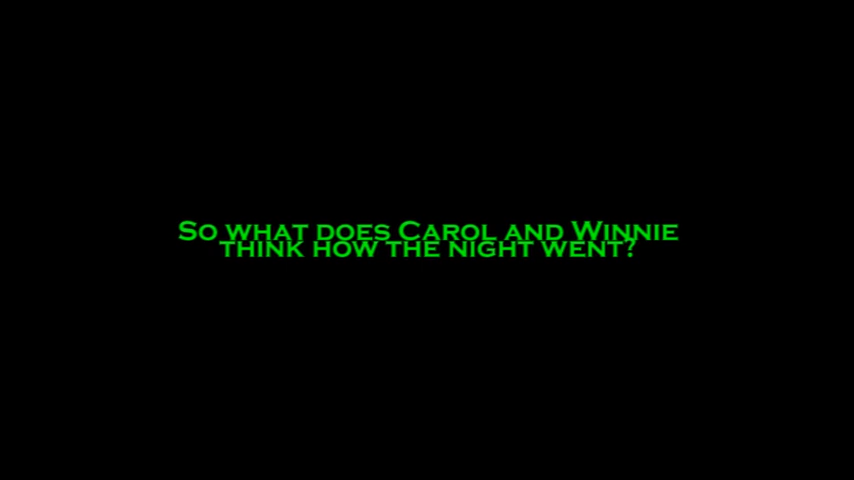 So what does Carol and Winnie
think how the night went?